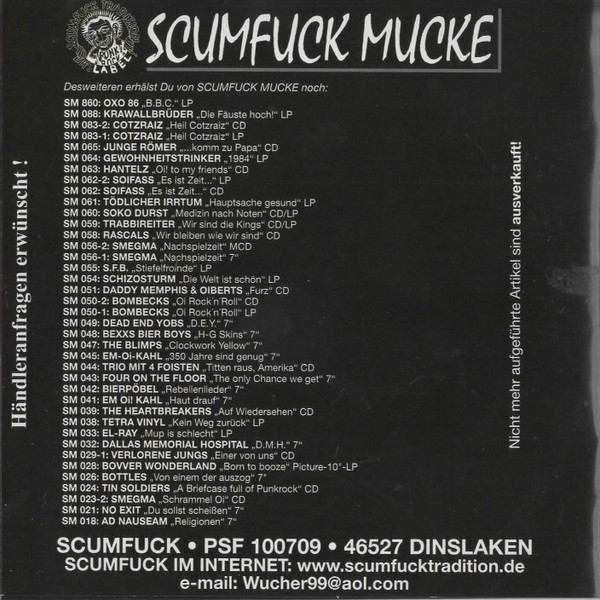 SCUMFUCK TRADITION
LABEL
SCUMFUCK MUCKE
Desweiteren erhälst Du von SCUMFUCK MUCKE noch:
SM 860: OXO 86 „B.B.C.“ LP
SM 088: KRAWALLBRÜDER „Die Fäuste hoch!“ LP
SM 083-2: COTZRAIZ „Heil Cotzraiz“ CD
SM 083-1: COTZRAIZ „Heil Cotzraiz“ LP
SM 065: JUNGE RÖMER „...komm zu Papa“ CD
SM 064: GEWOHNHEITSTRINKER „1984“ LP
SM 063: HANTELZ „Oi! to my friends“ CD
SM 062-2: SOIFASS „Es ist Zeit...“ LP
SM 062: SOIFASS „Es ist Zeit...“ CD
SM 061: TÖDLICHER IRRTUM „Hauptsache gesund“ LP
SM 060: SOKO DURST „Medizin nach Noten“ CD/LP
SM 059: TRABBIREITER „Wir sind die Kings“ CD/LP
SM 058: RASCALS „Wir bleiben wie wir sind“ CD
SM 056-2: SMEGMA „Nachspielzeit“ MCD
SM 056-1: SMEGMA „Nachspielzeit“ 7“
SM 055: S.F.B. „Stiefelfroinde“ LP
SM 054: SCHIZOSTURM „Die Welt ist schön“ LP
SM 051: DADDY MEMPHIS & OIBERTS „Furz“ CD
SM 050-2: BOMBECKS „Oi Rock´n´Roll“ CD
SM 050-1: BOMBECKS „Oi Rock´n´Roll“ LP
SM 049: DEAD END YOBS „D.E.Y.“ 7“
SM 048: BEXXS BIER BOYS „H-G Skins“ 7“
SM 047: THE BLIMPS „Clockwork Yellow“ 7“
SM 045: EM-Oi-KAHL „350 Jahre sind genug“ 7“
SM 044: TRIO MIT 4 FOISTEN „Titten raus, Amerika“ CD
SM 043: FOUR ON THE FLOOR „The only Chance we get“ 7“
SM 042: BIERPÖBEL „Rebellenlieder“ 7“
SM 041: EM Oi! KAHL „Haut drauf“ 7“
SM 039: THE HEARTBREAKERS „Auf Wiedersehen“ CD
SM 038: TETRA VINYL „Kein Weg zurück“ LP
SM 033: EL-RAY „Mup is schlecht“ LP
SM 032: DALLAS MEMORIAL HOSPITAL „D.M.H.“ 7“
SM 029-1: VERLORENE JUNGS „Einer von uns“ CD
SM 028: BOVVER WONDERLAND „Born to booze“ Picture-10“-LP
SM 026: BOTTLES „Von einem der auszog“ 7“
SM 024: TIN SOLDIERS „A Briefcase full of Punkrock“ CD
SM 023-2: SMEGMA „Schrammel Oi“ CD
SM 021: NO EXIT „Du sollst scheißen“ 7“
SM 018: AD NAUSEAM „Religionen“ 7“
Händleranfragen erwünscht !
Nicht mehr aufgeführte Artikel sind ausverkauft!
SCUMFUCK • PSF 100709 • 46527 DINSLAKEN
SCUMFUCK IM INTERNET: www.scumfucktradition.de
e-mail: Wucher99@aol.com